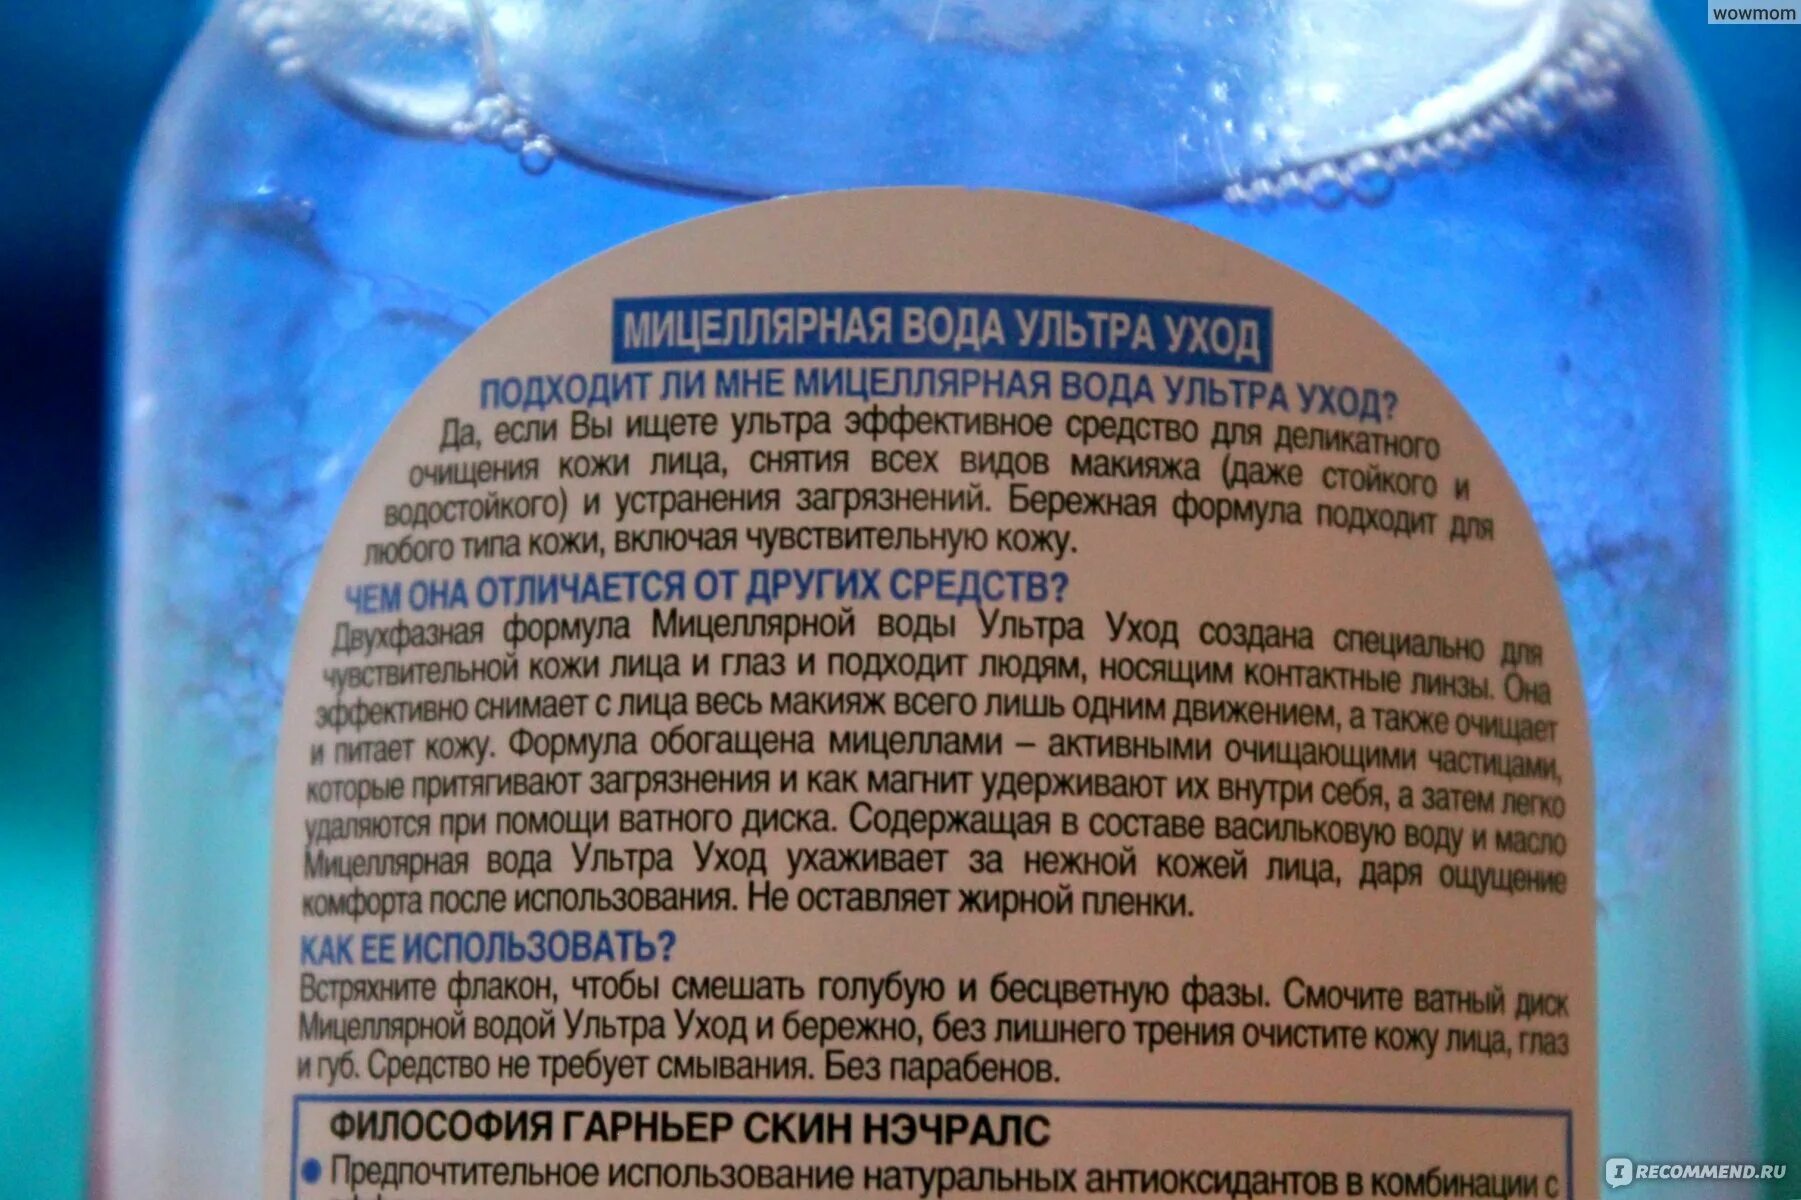 wowmom
МИЦЕЛЛЯРНАЯ ВОДА УЛЬТРА УХОД
ПОДХОДИТ ЛИ МНЕ МИЦЕЛЛЯРНАЯ ВОДА УЛЬТРА УХОД?
Да, если Вы ищете ультра эффективное средство для деликатного
очищения кожи лица, снятия всех видов макияжа (даже стойкого и
водостойкого) и устранения загрязнений. Бережная формула подходит для
любого типа кожи, включая чувствительную кожу.
ЧЕМ ОНА ОТЛИЧАЕТСЯ ОТ ДРУГИХ СРЕДСТВ?
Двухфазная формула Мицеллярной воды Ультра Уход создана специально для
чувствительной кожи лица и глаз и подходит людям, носящим контактные линзы. Она
эффективно снимает с лица весь макияж всего лишь одним движением, а также очищает
и питает кожу. Формула обогащена мицеллами – активными очищающими частицами,
которые притягивают загрязнения и как магнит удерживают их внутри себя, а затем легко
удаляются при помощи ватного диска. Содержащая в составе васильковую воду и масло
Мицеллярная вода Ультра Уход ухаживает за нежной кожей лица, даря ощущение
комфорта после использования. Не оставляет жирной пленки.
КАК ЕЕ ИСПОЛЬЗОВАТЬ?
Встряхните флакон, чтобы смешать голубую и бесцветную фазы. Смочите ватный диск
Мицеллярной водой Ультра Уход и бережно, без лишнего трения очистите кожу лица, глаз
и губ. Средство не требует смывания. Без парабенов.
ФИЛОСОФИЯ ГАРНЬЕР СКИН НЭЧРАЛС
• Предпочтительное использование натуральных антиоксидантов в комбинации с
IRECOMMEND.RU